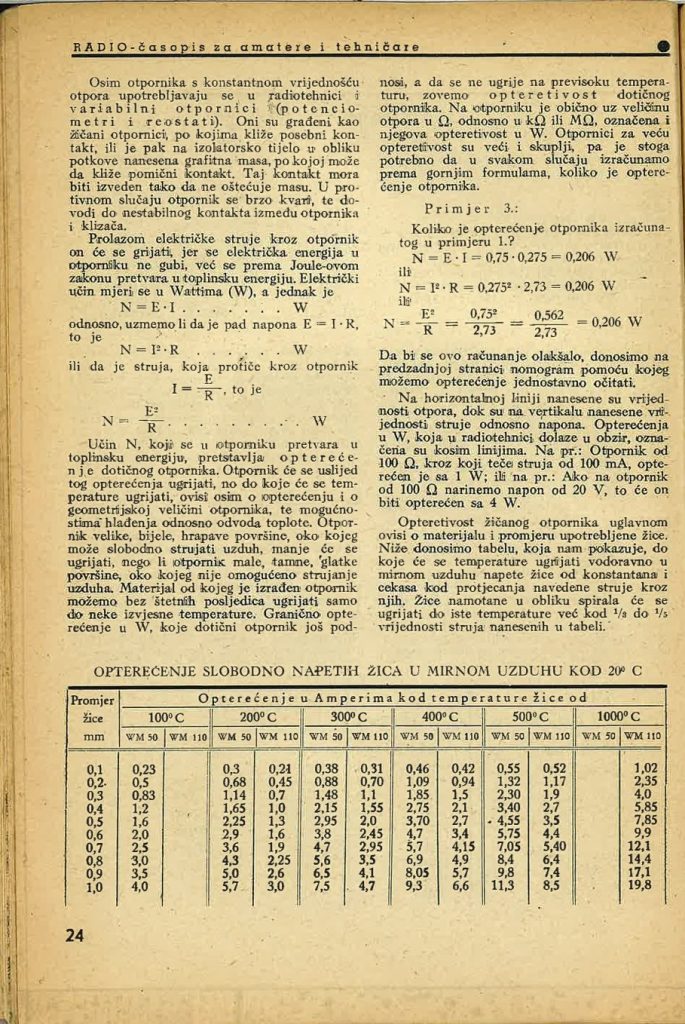 RADIO-časopis za amatere i tehničare
Osim otpornika s konstantnom vrijednošću
otpora upotrebljavaju se u radiotehnici i
varijabilni otpornici (potencio-
metri i reostati). Oni su građeni kao
žičani otpornici, po kojima kliže posebni kon-
takt, ili je pak na izolatorsko tijelo u obliku
potkove nanesena grafitna masa, po kojoj može
da kliže pomični kontakt. Taj kontakt mora
biti izveden tako da ne oštećuje masu. U pro-
tivnom slučaju otpornik se brzo kvari, te do-
vodi do nestabilnog kontakta između otpornika
i klizača.
Prolazom električke struje kroz otpornik
on će se grijati, jer se električka energija u
otporniku ne gubi, već se prema Joule-ovom
zakonu pretvara u toplinsku energiju. Električki
učin mjeri se u Wattima (W), a jednak je
N = E·I . . . . . . . W
odnosno, uzmemo li da je pad napona E = I·R,
to je
N = I²·R . . . . . . W
ili da je struja, koja protiče kroz otpornik
I = E/R, to je
N = E²/R . . . . . . . . . W
Učin N, koji se u otporniku pretvara u
toplinsku energiju, pretstavlja optereće-
nje dotičnog otpornika. Otpornik će se uslijed
tog opterećenja ugrijati, no do koje će se tem-
perature ugrijati, ovisi osim o opterećenju i o
geometrijskoj veličini otpornika, te mogućno-
stima hlađenja odnosno odvoda toplote. Otpor-
nik velike, bijele, hrapave površine, oko kojeg
može slobodno strujati uzduh, manje će se
ugrijati, nego li otpornik male, tamne, glatke
površine, oko kojeg nije omogućeno strujanje
uzduha. Materijal od kojeg je izrađen otpornik
možemo bez štetnih posljedica ugrijati samo
do neke izvjesne temperature. Granično opte-
rećenje u W, koje dotični otpornik još pod-
nosi, a da se ne ugrije na previsoku tempera-
turu, zovemo opteretivost dotičnog
otpornika. Na otporniku je obično uz veličinu
otpora u Ω, odnosno u kΩ ili MΩ, označena i
njegova opteretivost u W. Otpornici za veću
opteretivost su veći i skuplji, pa je stoga
potrebno da u svakom slučaju izračunamo
prema gornjim formulama, koliko je optere-
ćenje otpornika.
Primjer 3.:
Koliko je opterećenje otpornika izračuna-
tog u primjeru 1.?
N = E·I = 0,75·0,275 = 0,206 W
ili
N = I²·R = 0,275²·2,73 = 0,206 W
ili
N = E²/R = 0,75²/2,73 = 0,562/2,73 = 0,206 W
Da bi se ovo računanje olakšalo, donosimo na
predzadnjoj stranici nomogram pomoću kojeg
možemo opterećenje jednostavno očitati.
Na horizontalnoj liniji nanesene su vrijed-
nosti otpora, dok su na vertikalu nanesene vri-
jednosti struje odnosno napona. Opterećenja
u W, koja u radiotehnici dolaze u obzir, ozna-
čena su kosim linijima. Na pr.: Otpornik od
100 Ω, kroz koji teče struja od 100 mA, opte-
rećen je sa 1 W; ili na pr.: Ako na otpornik
od 100 Ω narinemo napon od 20 V, to će on
biti opterećen sa 4 W.
Opteretivost žičanog otpornika uglavnom
ovisi o materijalu i promjeru upotrebljene žice.
Niže donosimo tabelu, koja nam pokazuje, do
koje će se temperature ugrijati vodoravno u
mirnom uzduhu napete žice od konstantana i
cekasa kod protjecanja navedene struje kroz
njih. Žice namotane u obliku spirala će se
ugrijati do iste temperature već kod do
vrijednosti struja nanesenih u tabeli.
OPTEREĆENJE SLOBODNO NAPETIH ŽICA U MIRNOM UZDUHU KOD 20° C
Promjer žice mm Opterećenje u Amperima kod temperature žice od
100° C 200° C 300° C 400° C 500° C 1000° C
WM 50 WM 110 WM 50 WM 110 WM 50 WM 110 WM 50 WM 110 WM 50 WM 110 WM 50 WM 110
0,1 0,23 0,3 0,21 0,38 0,31 0,46 0,42 0,55 0,52 1,02
0,2 0,5 0,68 0,45 0,88 0,70 1,09 0,94 1,32 1,17 2,35
0,3 0,83 1,14 0,7 1,48 1,1 1,85 1,5 2,30 1,9 4,0
0,4 1,2 1,65 1,0 2,15 1,55 2,75 2,1 3,40 2,7 5,85
0,5 1,6 2,25 1,3 2,95 2,0 3,70 2,7 4,55 3,5 7,85
0,6 2,0 2,9 1,6 3,8 2,45 4,7 3,4 5,75 4,4 9,9
0,7 2,5 3,6 1,9 4,7 2,95 5,7 4,15 7,05 5,40 12,1
0,8 3,0 4,3 2,25 5,6 3,5 6,9 4,9 8,4 6,4 14,4
0,9 3,5 5,0 2,6 6,5 4,1 8,05 5,7 9,8 7,4 17,1
1,0 4,0 5,7 3,0 7,5 4,7 9,3 6,6 11,3 8,5 19,8
24